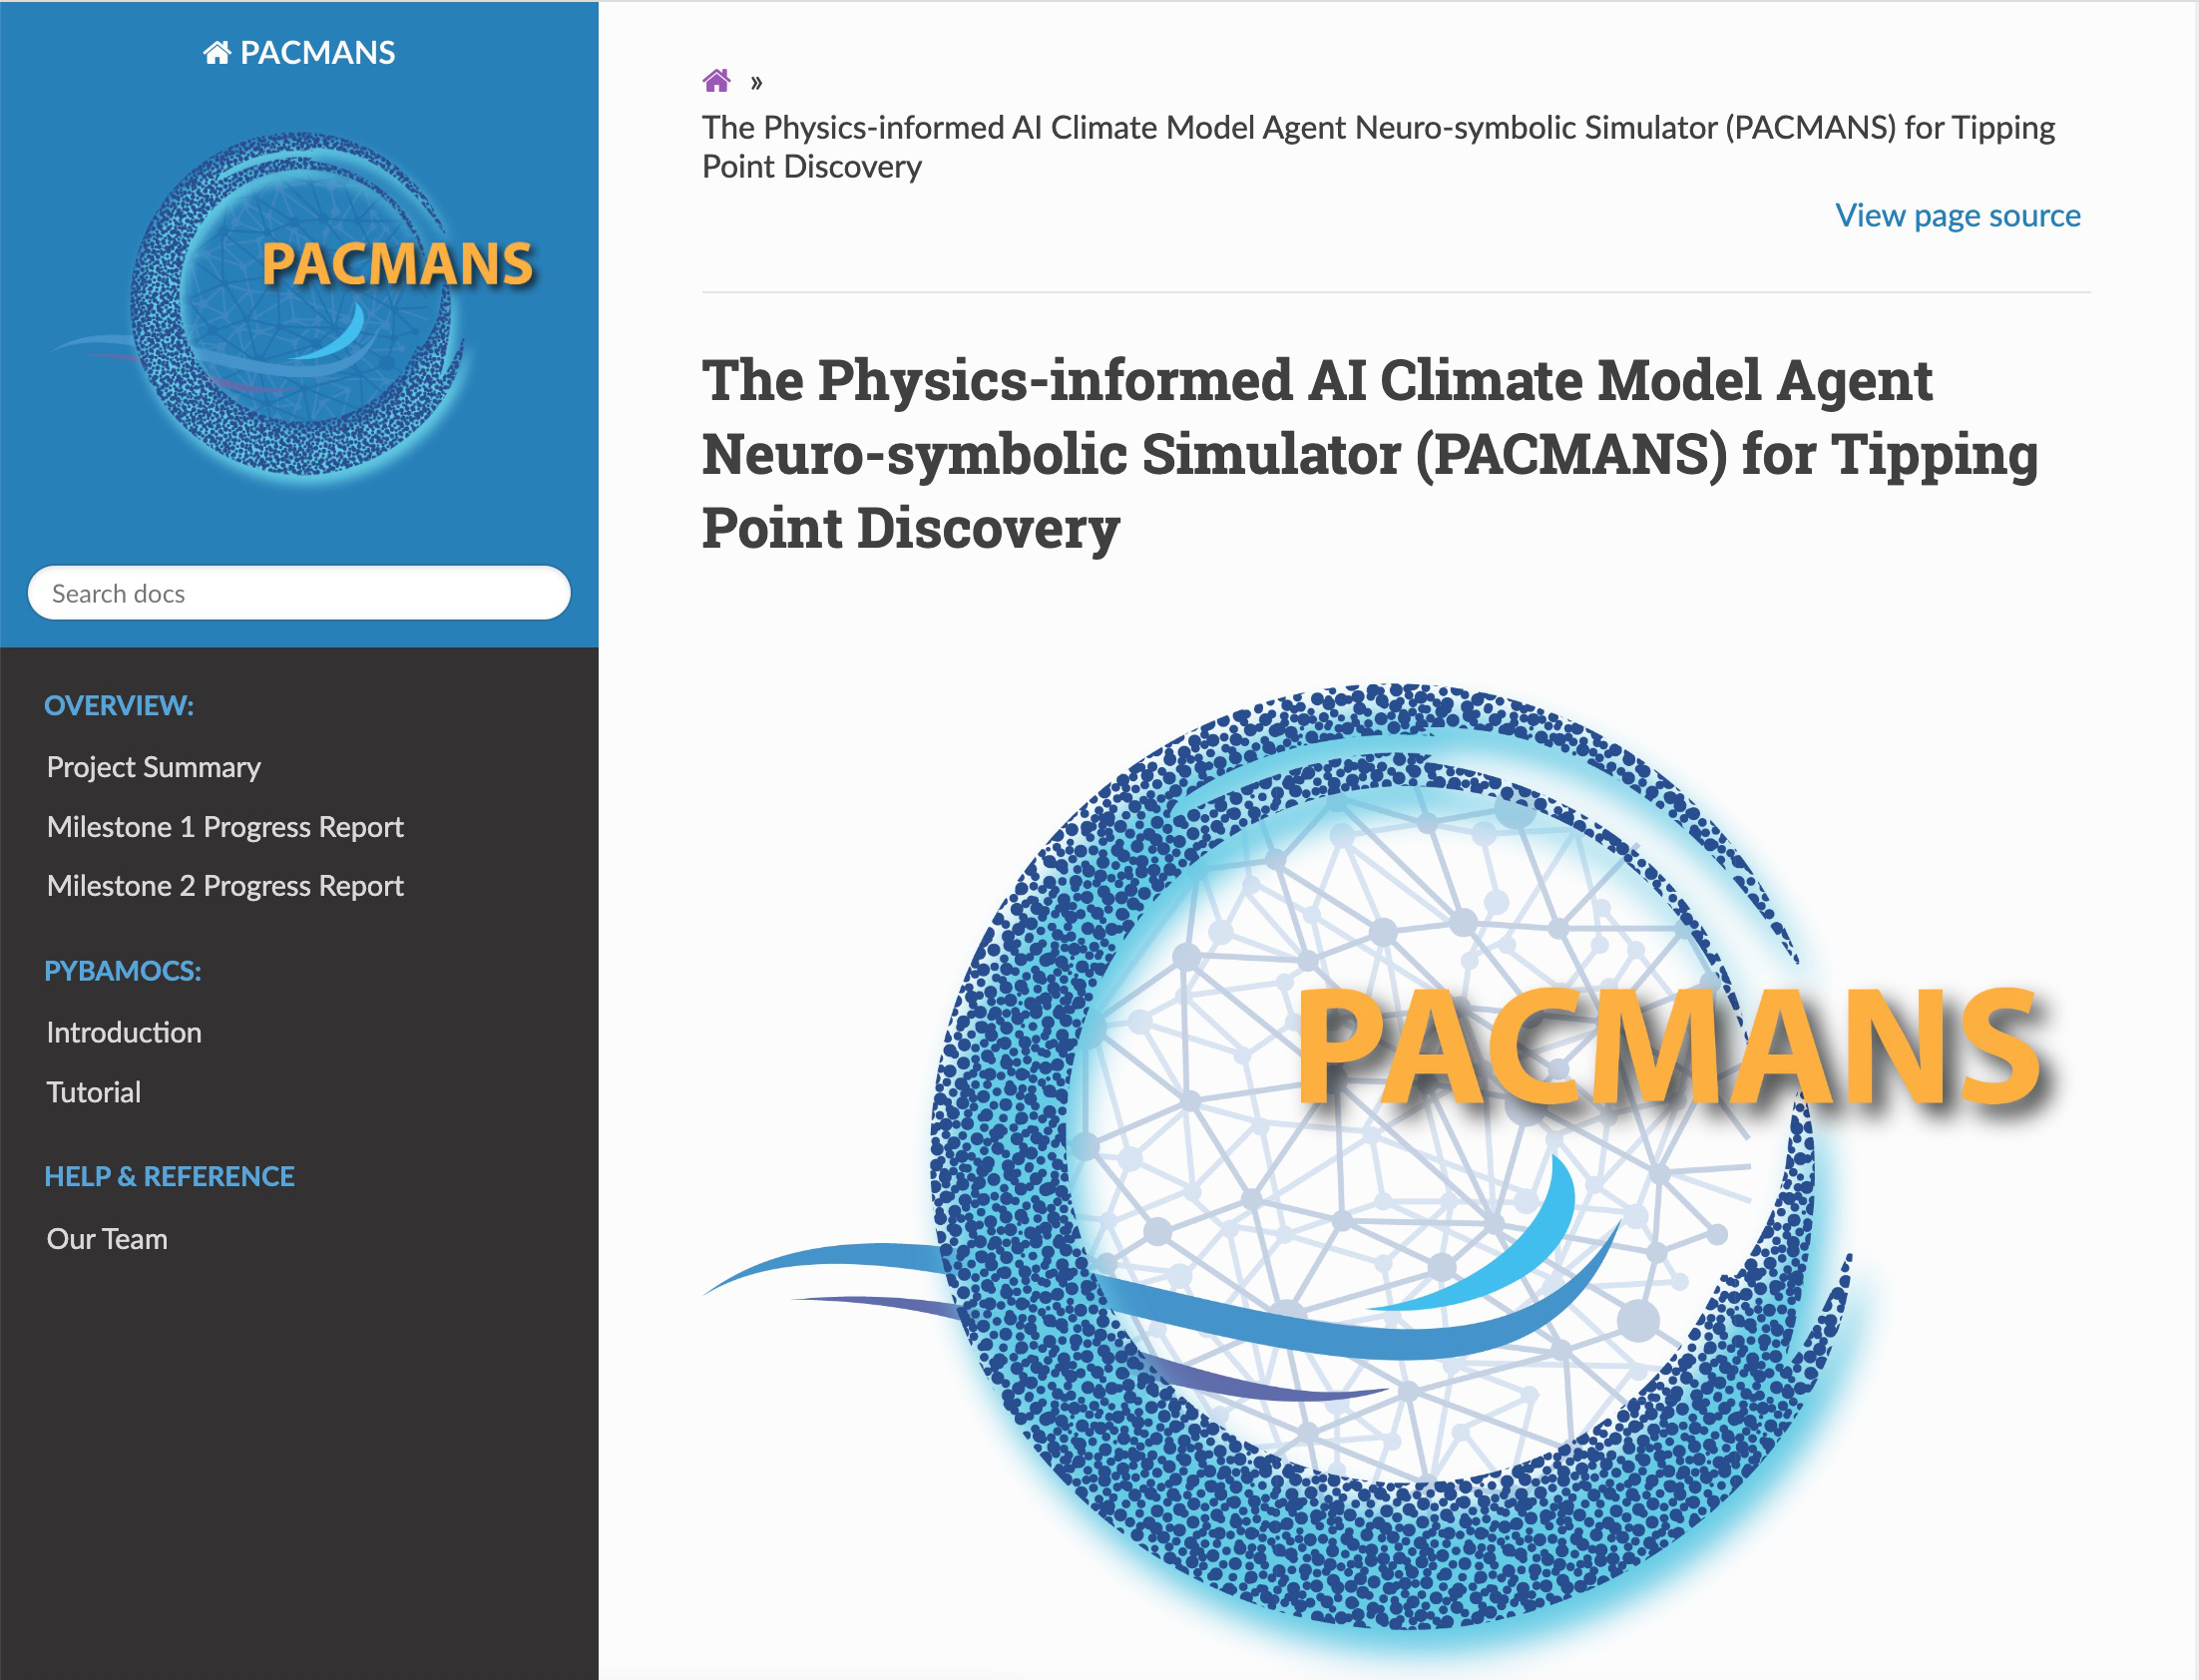 PACMANS
PACMANS
Search docs
OVERVIEW:
Project Summary
Milestone 1 Progress Report
Milestone 2 Progress Report
PYBAMOCS:
Introduction
Tutorial
HELP & REFERENCE
Our Team
»
The Physics-informed AI Climate Model Agent Neuro-symbolic Simulator (PACMANS) for Tipping
Point Discovery
View page source
The Physics-informed AI Climate Model Agent
Neuro-symbolic Simulator (PACMANS) for Tipping
Point Discovery
PACMANS